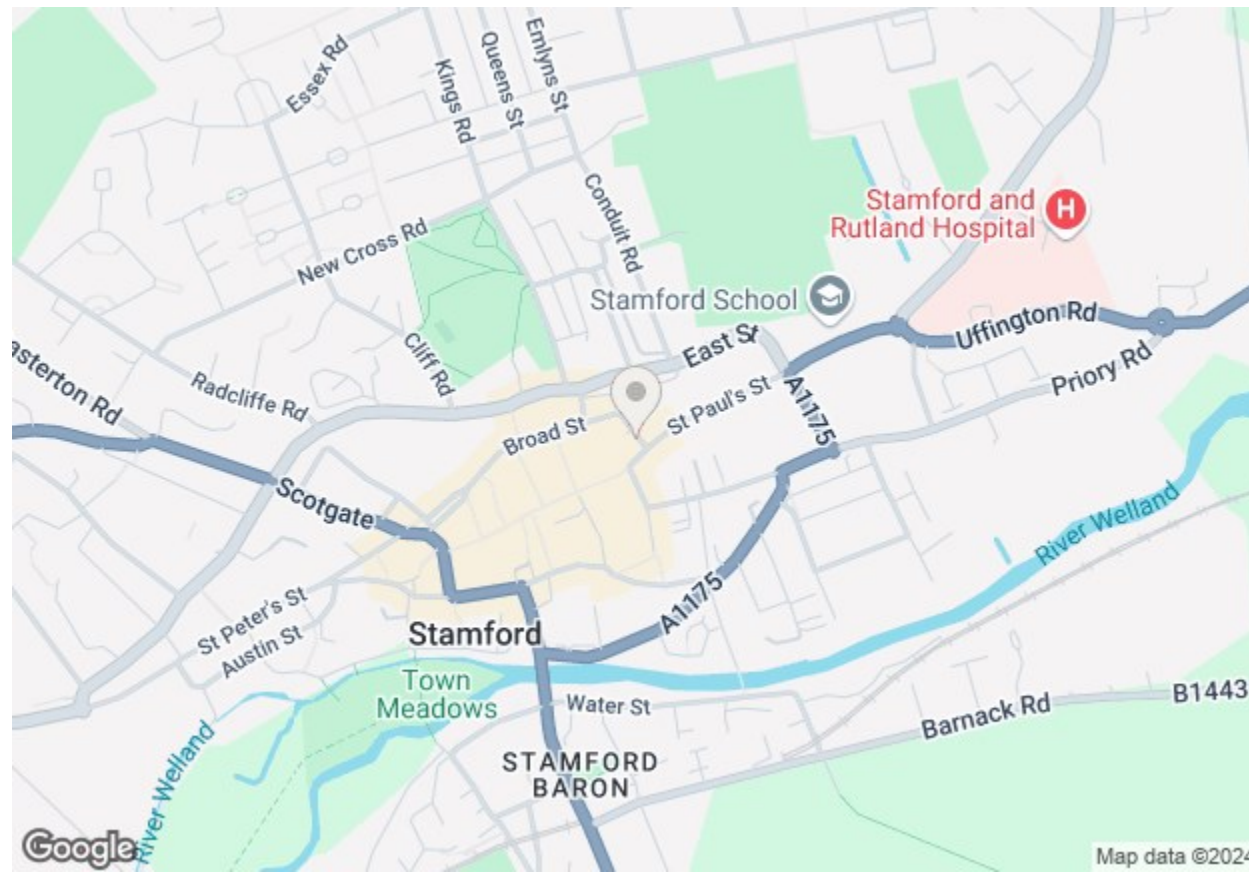 Essex Rd
Kings Rd
Queens St
Emlyns St
Conduit Rd
New Cross Rd
Stamford and
Rutland Hospital
H
Stamford School
East St
Uffington Rd
Priory Rd
Cliff Rd
Radcliffe Rd
asterton Rd
Broad St
St Paul's St
A1175
Scotgate
River Welland
A1175
St Peter's St
Austin St
Stamford
Town
Meadows
Water St
Barnack Rd
B1443
STAMFORD
BARON
River Welland
Google
Map data ©2024